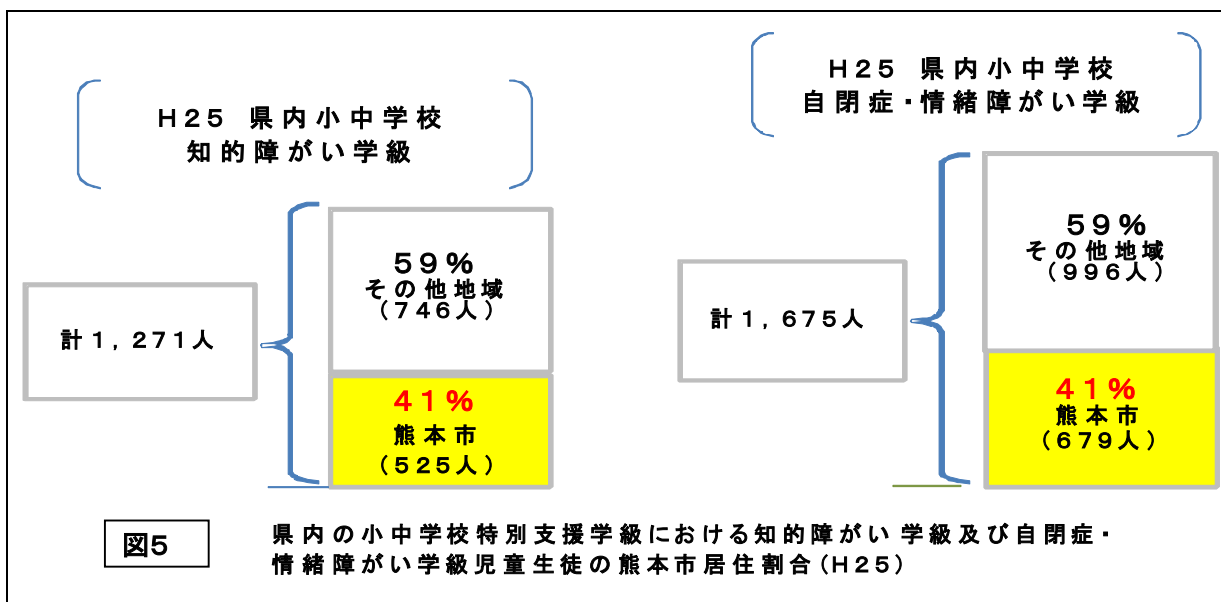 H25 県内小中学校
知的障がい学級
計1,271人
59%
その他地域
(746人)
41%
熊本市
(525人)
H25 県内小中学校
自閉症・情緒障がい学級
計1,675人
59%
その他地域
(996人)
41%
熊本市
(679人)
図5
県内の小中学校特別支援学級における知的障がい学級及び自閉症・
情緒障がい学級児童生徒の熊本市居住割合(H25)